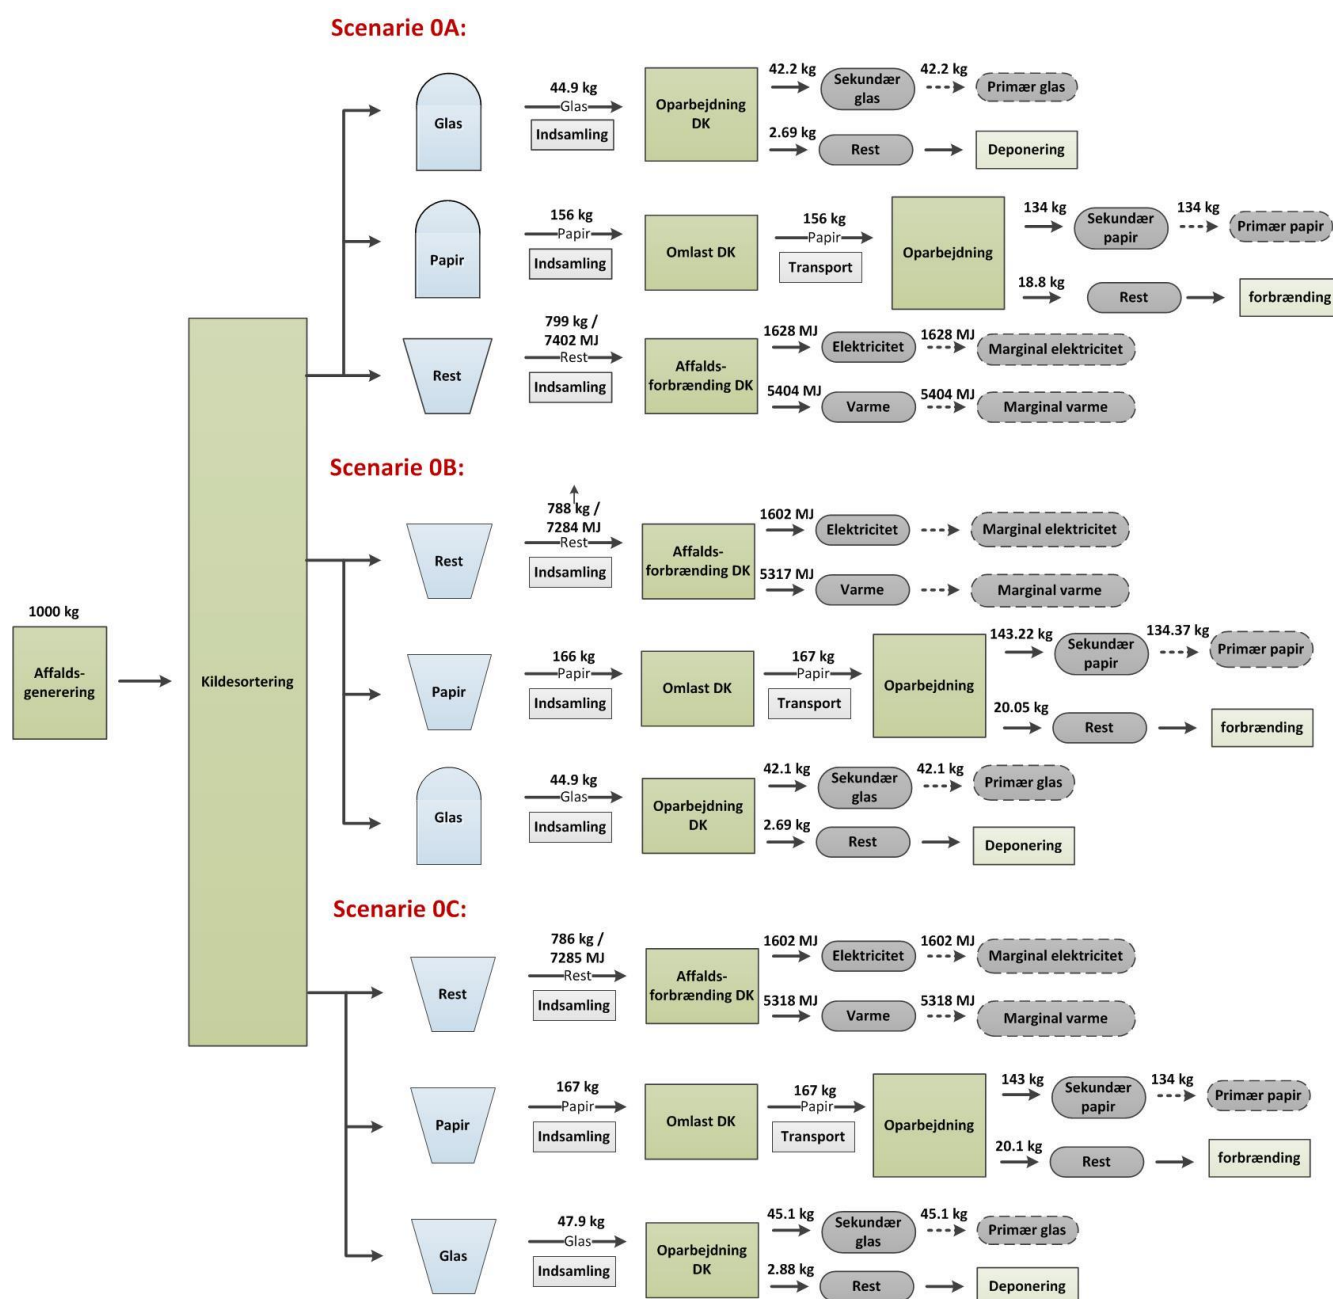 Scenarie 0A:
Glas
44.9 kg
Glas
Indsamling
Oparbejdning
DK
42.2 kg
Sekundær
glas
42.2 kg
Primær glas
2.69 kg
Rest
Deponering
Papir
156 kg
Papir
Indsamling
Omlast DK
156 kg
Papir
Transport
Oparbejdning
134 kg
Sekundær
papir
134 kg
Primær papir
18.8 kg
Rest
forbrænding
Rest
799 kg /
7402 MJ
Rest
Indsamling
Affalds-
forbrænding DK
1628 MJ
Elektricitet
1628 MJ
Marginal elektricitet
5404 MJ
Varme
5404 MJ
Marginal varme
1000 kg
Affalds-
generering
Kildesortering
Scenarie 0B:
Rest
788 kg /
7284 MJ
Rest
Indsamling
Affalds-
forbrænding DK
1602 MJ
Elektricitet
Marginal elektricitet
5317 MJ
Varme
Marginal varme
Papir
166 kg
Papir
Indsamling
Omlast DK
167 kg
Papir
Transport
Oparbejdning
143.22 kg
Sekundær
papir
134.37 kg
Primær papir
20.05 kg
Rest
forbrænding
Glas
44.9 kg
Glas
Indsamling
Oparbejdning
DK
42.1 kg
Sekundær
glas
42.1 kg
Primær glas
2.69 kg
Rest
Deponering
Scenarie 0C:
Rest
786 kg /
7285 MJ
Rest
Indsamling
Affalds-
forbrænding DK
1602 MJ
Elektricitet
1602 MJ
Marginal elektricitet
5318 MJ
Varme
5318 MJ
Marginal varme
Papir
167 kg
Papir
Indsamling
Omlast DK
167 kg
Papir
Transport
Oparbejdning
143 kg
Sekundær
papir
134 kg
Primær papir
20.1 kg
Rest
forbrænding
Glas
47.9 kg
Glas
Indsamling
Oparbejdning
DK
45.1 kg
Sekundær
glas
45.1 kg
Primær glas
2.88 kg
Rest
Deponering